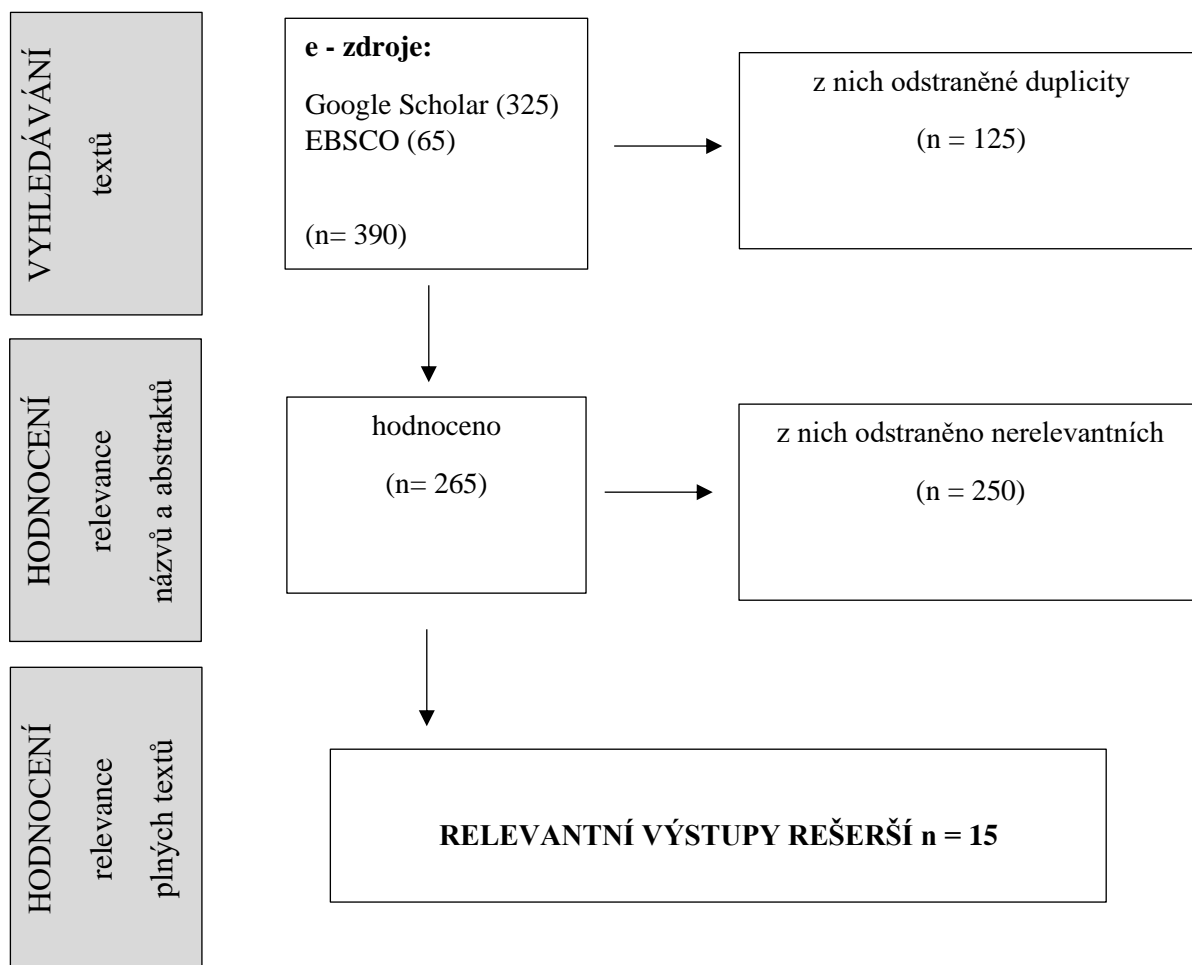 VYHLEDÁVÁNÍ
textů
e - zdroje:
Google Scholar (325)
EBSCO (65)
(n= 390)
z nich odstraněné duplicity
(n = 125)
HODNOCENÍ
relevance
názvů a abstraktů
hodnoceno
(n= 265)
z nich odstraněno nerelevantních
(n = 250)
HODNOCENÍ
relevance
plných textů
RELEVANTNÍ VÝSTUPY REŠERŠÍ n = 15